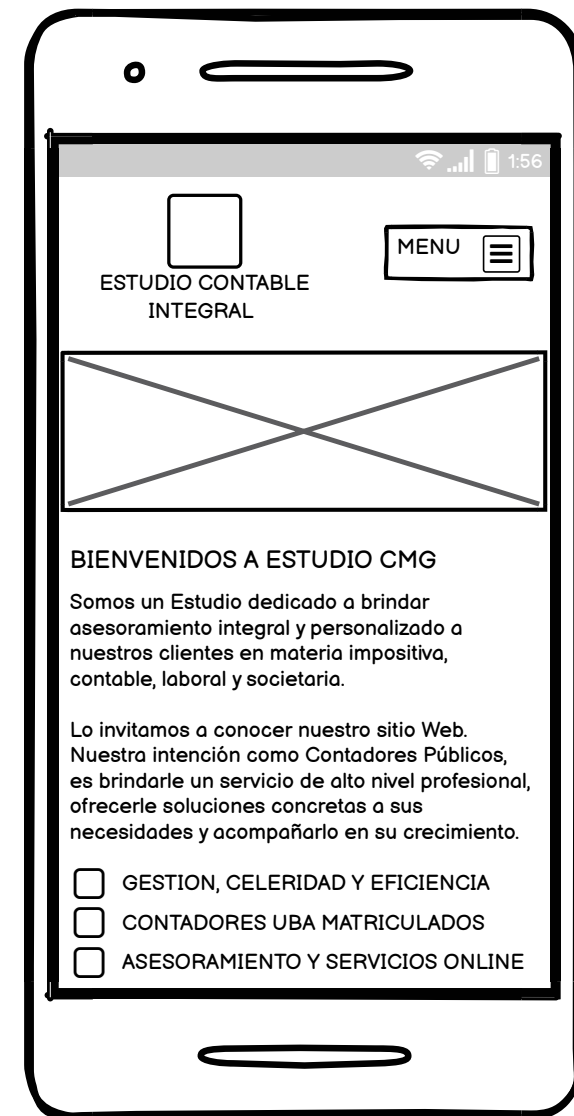 1:56
MENU
ESTUDIO CONTABLE
INTEGRAL
BIENVENIDOS A ESTUDIO CMG
Somos un Estudio dedicado a brindar
asesoramiento integral y personalizado a
nuestros clientes en materia impositiva,
contable, laboral y societaria.
Lo invitamos a conocer nuestro sitio Web.
Nuestra intención como Contadores Públicos,
es brindarle un servicio de alto nivel profesional,
ofrecerle soluciones concretas a sus
necesidades y acompañarlo en su crecimiento.
GESTION, CELERIDAD Y EFICIENCIA
CONTADORES UBA MATRICULADOS
ASESORAMIENTO Y SERVICIOS ONLINE